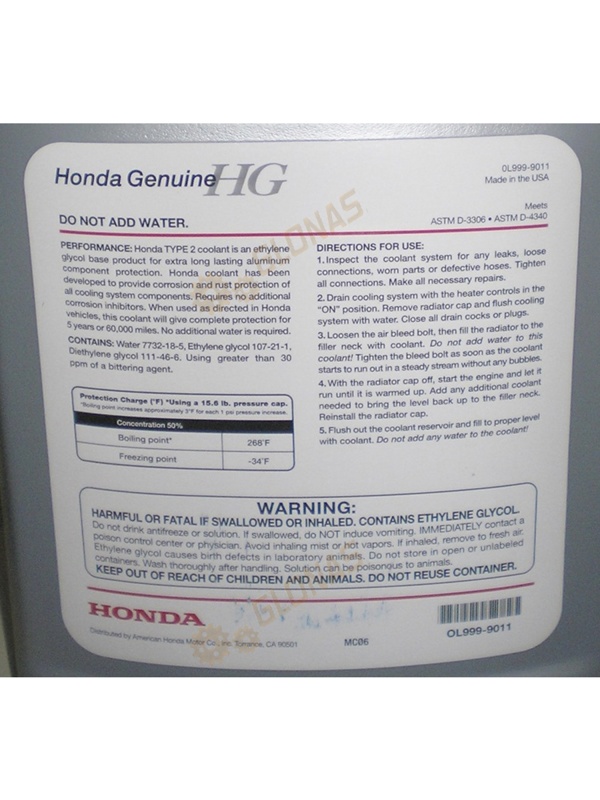 Honda Genuine HG
OL999-9011
Made in the USA
DO NOT ADD WATER.
Meets
ASTM D-3306 • ASTM D-4340
PERFORMANCE: Honda TYPE 2 coolant is an ethylene
glycol base product for extra long lasting aluminum
component protection. Honda coolant has been
developed to provide corrosion and rust protection of
all cooling system components. Requires no additional
corrosion inhibitors. When used as directed in Honda
vehicles, this coolant will give complete protection for
5 years or 60,000 miles. No additional water is required.
CONTAINS: Water 7732-18-5, Ethylene glycol 107-21-1,
Diethylene glycol 111-46-6. Using greater than 30
ppm of a bittering agent.
Protection Charge (°F) *Using a 15.6 lb. pressure cap.
*Boiling point increases approximately 3°F for each 1 psi pressure increase.
Concentration 50%
Boiling point* 268°F
Freezing point -34°F
DIRECTIONS FOR USE:
1. Inspect the coolant system for any leaks, loose
connections, worn parts or defective hoses. Tighten
all connections. Make all necessary repairs.
2. Drain cooling system with the heater controls in the
"ON" position. Remove radiator cap and flush cooling
system with water. Close all drain cocks or plugs.
3. Loosen the air bleed bolt, then fill the radiator to the
filler neck with coolant. Do not add water to this
coolant! Tighten the bleed bolt as soon as the coolant
starts to run out in a steady stream without any bubbles.
4. With the radiator cap off, start the engine and let it
run until it is warmed up. Add any additional coolant
needed to bring the level back up to the filler neck.
Reinstall the radiator cap.
5. Flush out the coolant reservoir and fill to proper level
with coolant. Do not add any water to the coolant!
WARNING:
HARMFUL OR FATAL IF SWALLOWED OR INHALED. CONTAINS ETHYLENE GLYCOL.
Do not drink antifreeze or solution. If swallowed, do NOT induce vomiting. IMMEDIATELY contact a
poison control center or physician. Avoid inhaling mist or hot vapors. If inhaled, remove to fresh air.
Ethylene glycol causes birth defects in laboratory animals. Do not store in open or unlabeled
containers. Wash thoroughly after handling. Solution can be poisonous to animals.
KEEP OUT OF REACH OF CHILDREN AND ANIMALS. DO NOT REUSE CONTAINER.
HONDA
Distributed by American Honda Motor Co., Inc. Torrance, CA 90501
MC06
OL999-9011
GLONAS
GLONAS